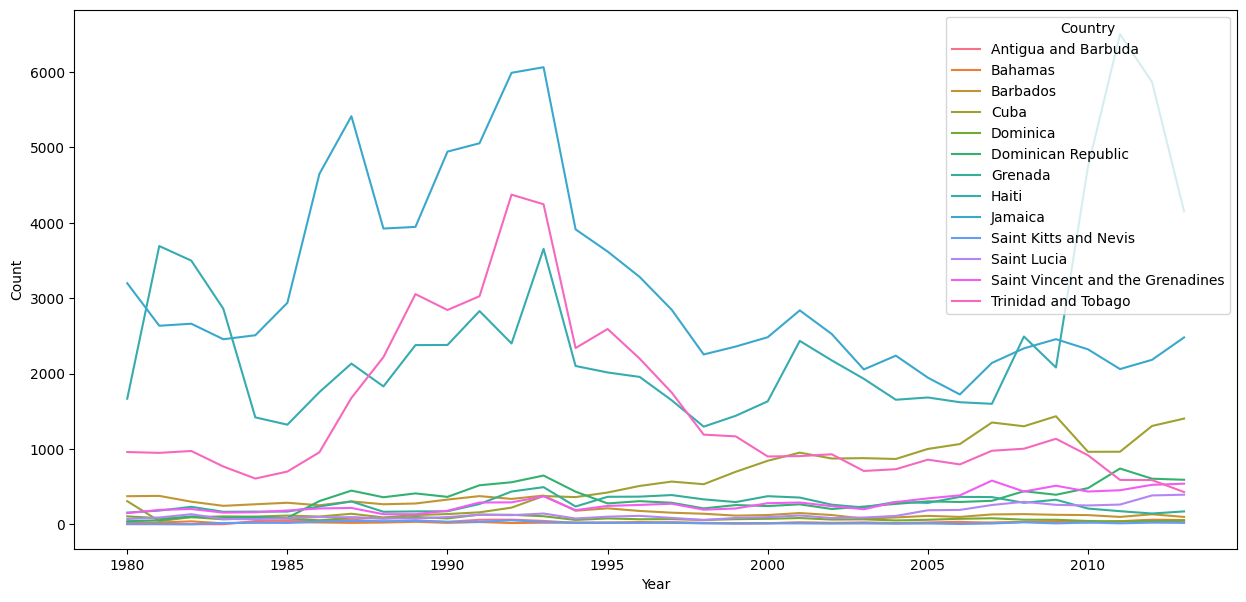 Country
Antigua and Barbuda
Bahamas
Barbados
Cuba
Dominica
Dominican Republic
Grenada
Haiti
Jamaica
Saint Kitts and Nevis
Saint Lucia
Saint Vincent and the Grenadines
Trinidad and Tobago
Count
6000
5000
4000
3000
2000
1000
0
1980 1985 1990 1995 2000 2005 2010
Year